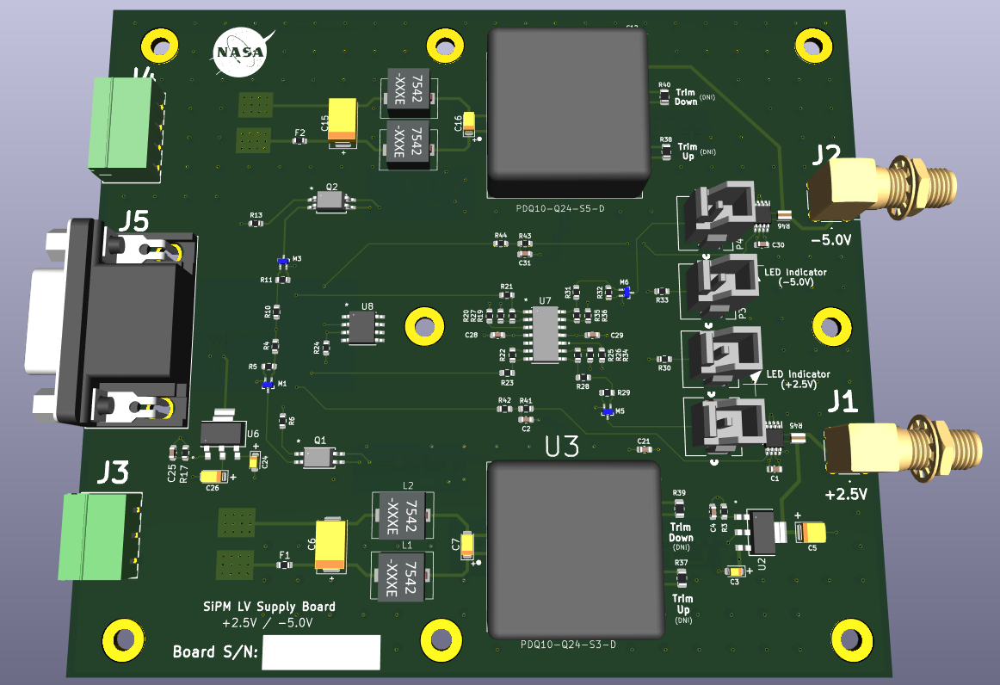 NASA
C12
J4
7542
-XXXE
C15
C16
F2
+
+
7542
-XXXE
R40
Trim
Down (DNI)
R38
Trim
Up (DNI)
J2
Q2
PDQ10-Q24-S5-D
R13
J5
R46
-5.0V
P4
C30
R44
R43
C31
M3
R11
LED Indicator
(-5.0V)
R21
R31
R32
M6
R33
U7
U8
R10
R20
R27
R19
R35
R36
P3
C28
C29
R4
R24
R22
R25
R26
R34
R5
M1
R23
R28
R30
LED Indicator
(+2.5V)
R29
M5
R42
R41
C2
R6
J1
R45
U6
+
C24
Q1
U3
C21
C25
R17
C26
+
C1
+2.5V
J3
L2
7542
-XXXE
R39
Trim
Down
(DNI)
C4
R3
+
C5
U2
C6
C7
+
L1
7542
-XXXE
F1
+
R37
C3
+
Trim
Up
(DNI)
SiPM LV Supply Board
+2.5V / -5.0V
PDQ10-Q24-S3-D
Board S/N: